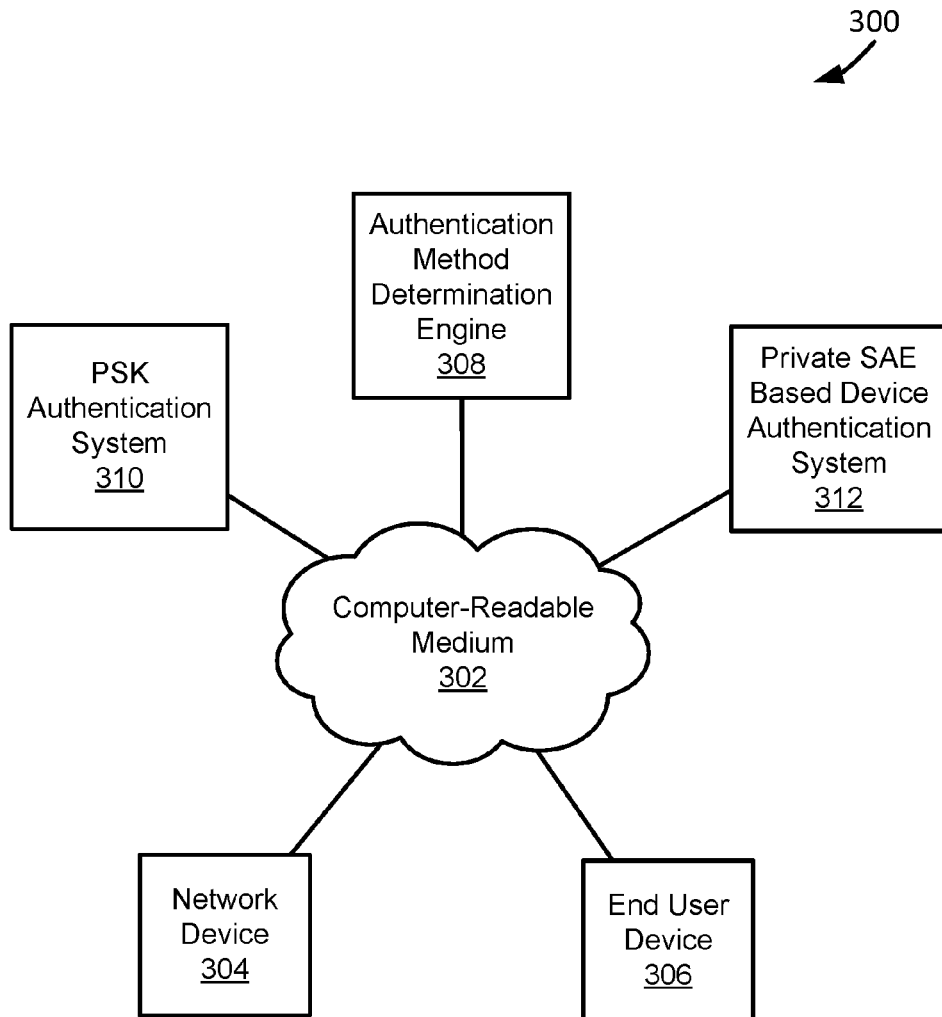 300
Authentication
Method
Determination
Engine
308
PSK
Authentication
System
310
Private SAE
Based Device
Authentication
System
312
Computer-Readable
Medium
302
Network
Device
304
End User
Device
306